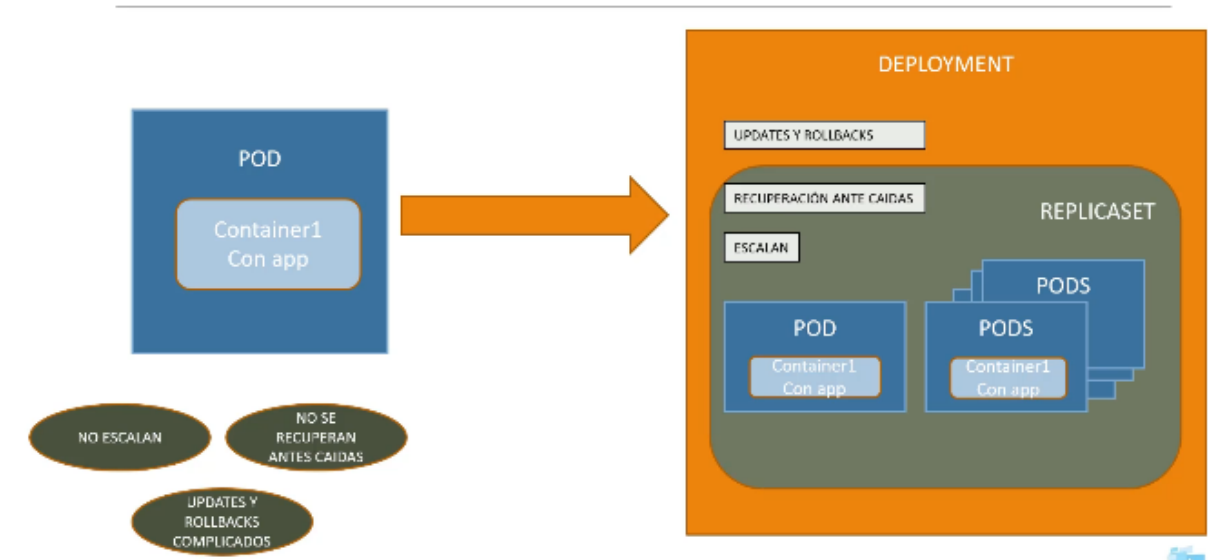 POD
Container1
Con app
NO ESCALAN
NO SE
RECUPERAN
ANTES CAIDAS
UPDATES Y
ROLLBACKS
COMPLICADOS
DEPLOYMENT
UPDATES Y ROLLBACKS
RECUPERACIÓN ANTE CAIDAS
REPLICASET
ESCALAN
PODS
POD
Container1
Con app
PODS
Container1
Con app